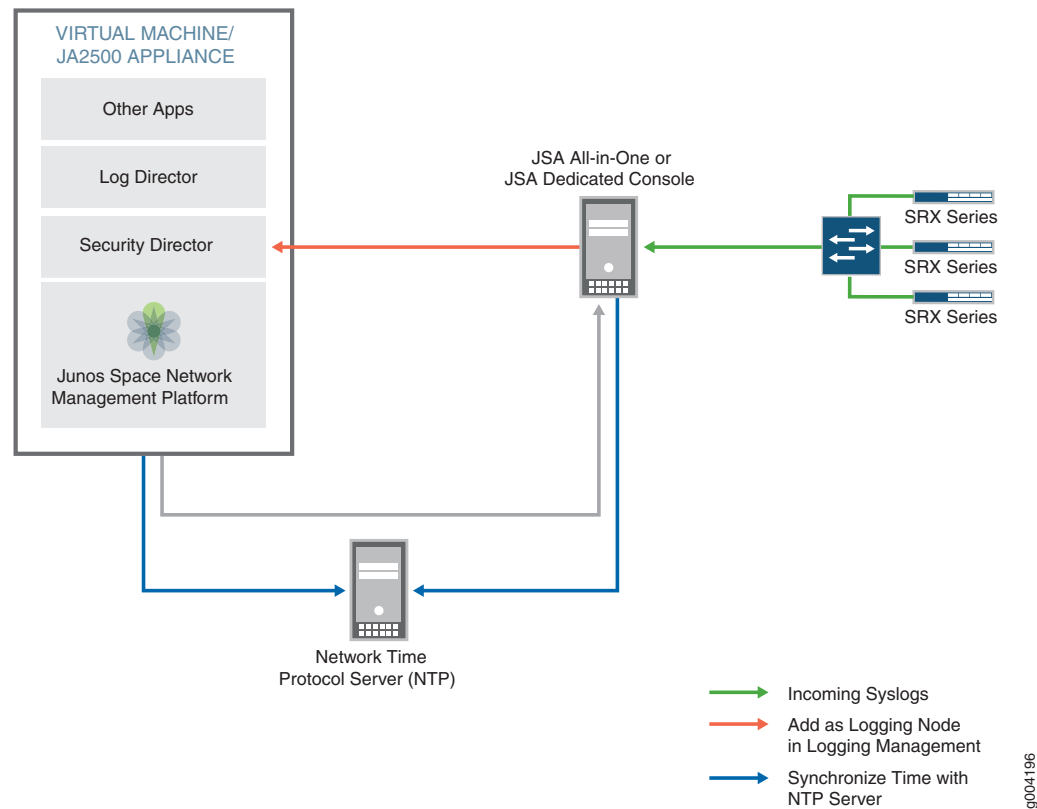 VIRTUAL MACHINE/
JA2500 APPLIANCE
Other Apps
Log Director
Security Director
Junos Space Network
Management Platform
JSA All-in-One or
JSA Dedicated Console
SRX Series
SRX Series
SRX Series
Network Time
Protocol Server (NTP)
Incoming Syslogs
Add as Logging Node
in Logging Management
Synchronize Time with
NTP Server
g004196